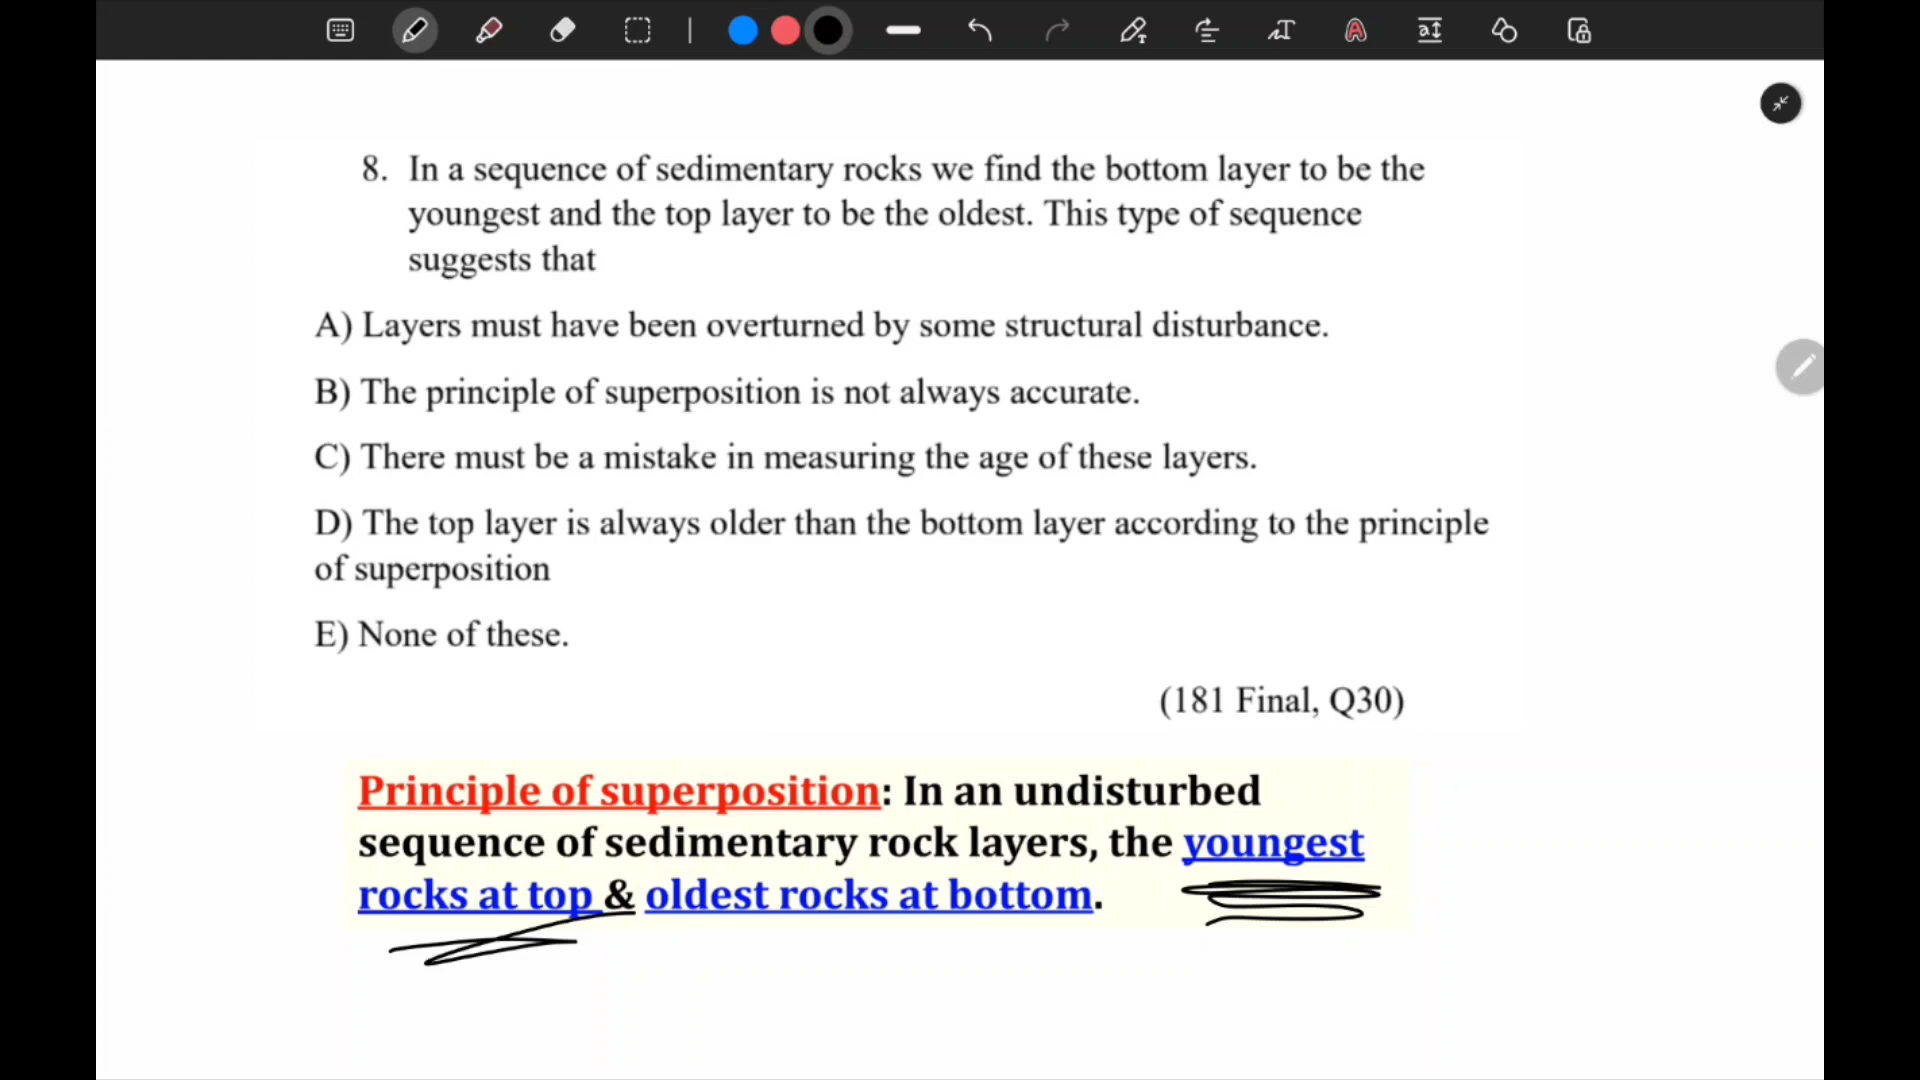 8. In a sequence of sedimentary rocks we find the bottom layer to be the
youngest and the top layer to be the oldest. This type of sequence
suggests that
A) Layers must have been overturned by some structural disturbance.
B) The principle of superposition is not always accurate.
C) There must be a mistake in measuring the age of these layers.
D) The top layer is always older than the bottom layer according to the principle
of superposition
E) None of these.
(181 Final, Q30)
Principle of superposition: In an undisturbed
sequence of sedimentary rock layers, the youngest
rocks at top & oldest rocks at bottom.